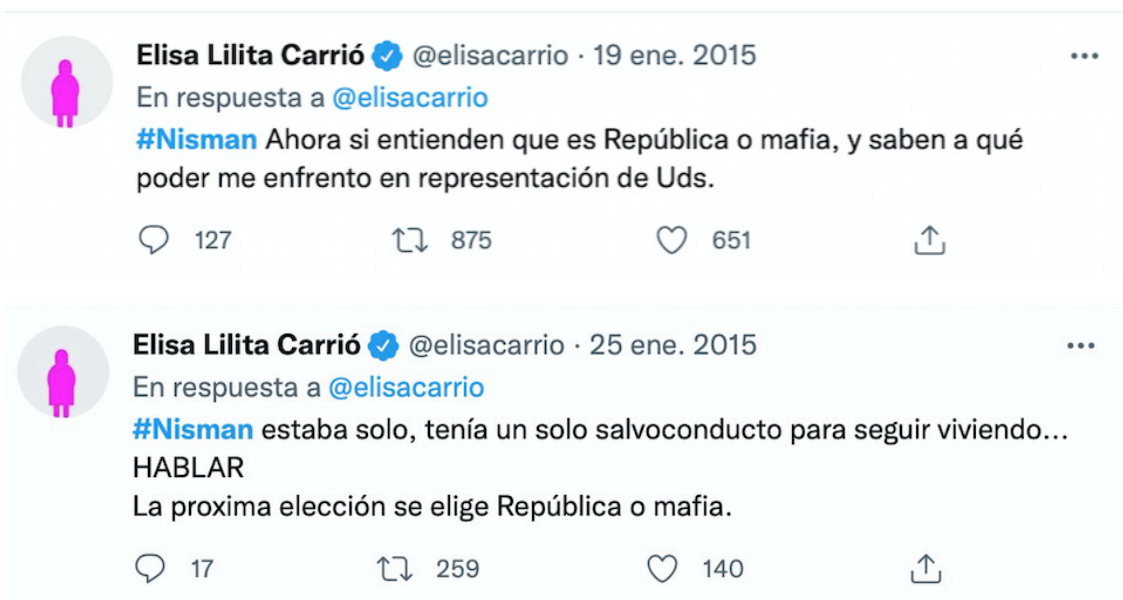 Elisa Lilita Carrió @elisacarrio · 19 ene. 2015
En respuesta a @elisacarrio
#Nisman Ahora si entienden que es República o mafia, y saben a qué
poder me enfrento en representación de Uds.
127 875 651
Elisa Lilita Carrió @elisacarrio · 25 ene. 2015
En respuesta a @elisacarrio
#Nisman estaba solo, tenía un solo salvoconducto para seguir viviendo...
HABLAR
La proxima elección se elige República o mafia.
17 259 140